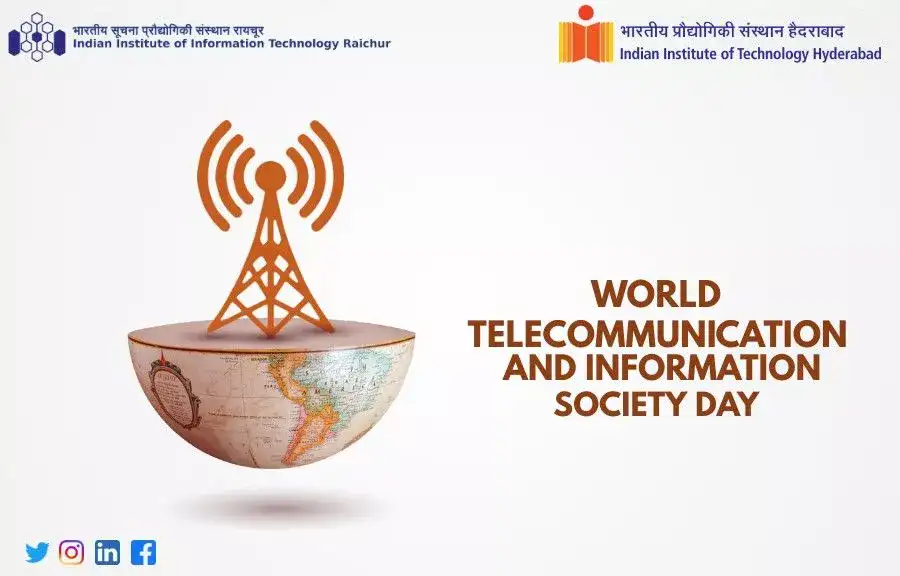 भारतीय सूचना प्रौद्योगिकी संस्थान रायचूर
Indian Institute of Information Technology Raichur
भारतीय प्रौद्योगिकी संस्थान हैदराबाद
Indian Institute of Technology Hyderabad
WORLD
TELECOMMUNICATION
AND INFORMATION
SOCIETY DAY